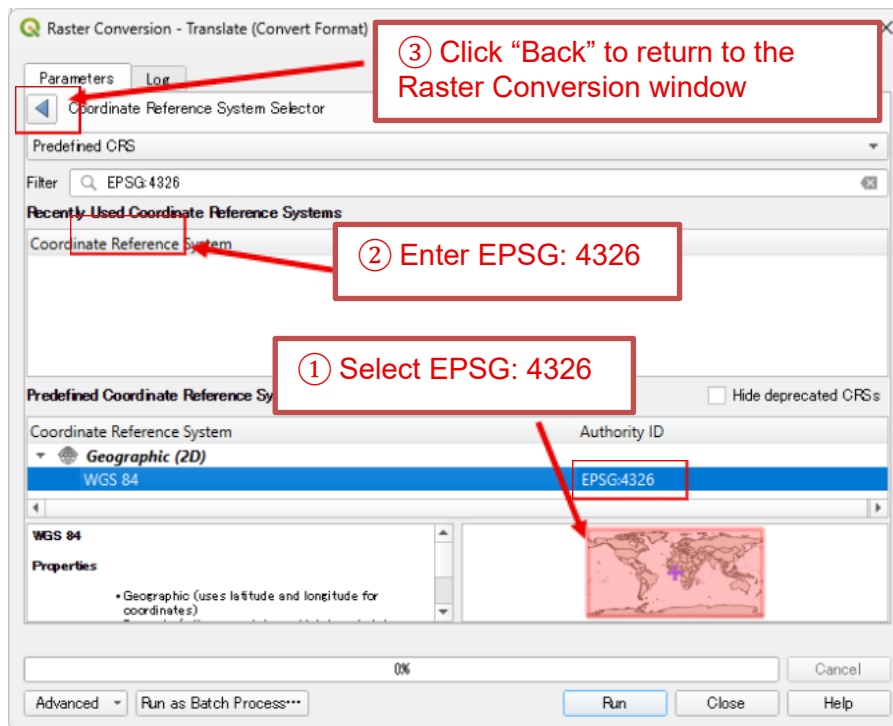 Raster Conversion - Translate (Convert Format)
③ Click “Back” to return to the
Raster Conversion window
Parameters Log
Coordinate Reference System Selector
Predefined CRS
Filter EPSG:4326
Recently Used Coordinate Reference Systems
Coordinate Reference System
② Enter EPSG: 4326
① Select EPSG: 4326
Predefined Coordinate Reference Sy
Hide deprecated CRSs
Coordinate Reference System Authority ID
Geographic (2D)
WGS 84 EPSG:4326
WGS 84
Properties
• Geographic (uses latitude and longitude for
coordinates)
0%
Cancel
Advanced Run as Batch Process… Run Close Help